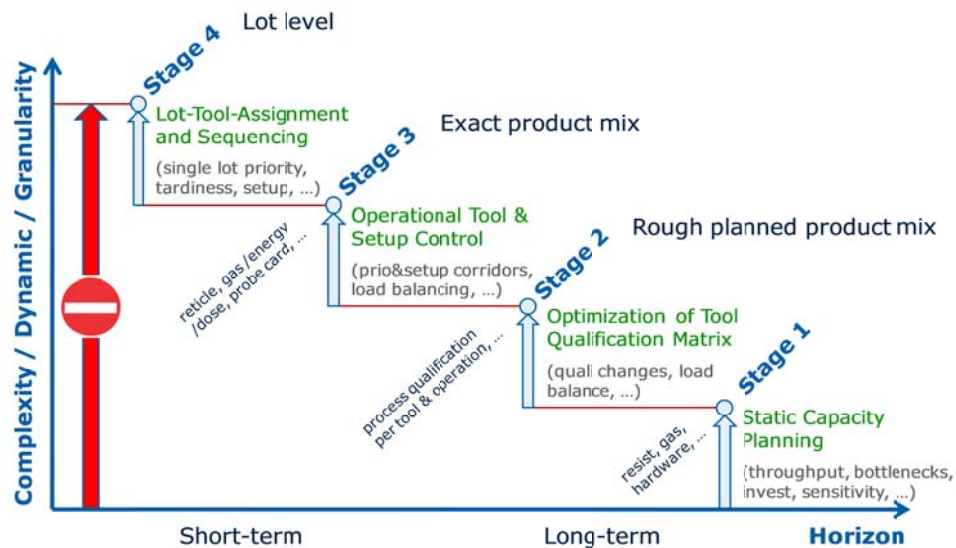 Lot level
Stage 4
Lot-Tool-Assignment
and Sequencing
(single lot priority,
tardiness, setup, ...)
Exact product mix
Stage 3
Operational Tool &
Setup Control
(prio&setup corridors,
load balancing, ...)
reticle, gas/energy
/dose, probe card, ...
Rough planned product mix
Stage 2
Optimization of Tool
Qualification Matrix
(qual changes, load
balance, ...)
process qualification
per tool & operation, ...
Stage 1
Static Capacity
Planning
(throughput, bottlenecks,
invest, sensitivity, ...)
resist, gas,
hardware, ...
Complexity / Dynamic / Granularity
Short-term
Long-term
Horizon